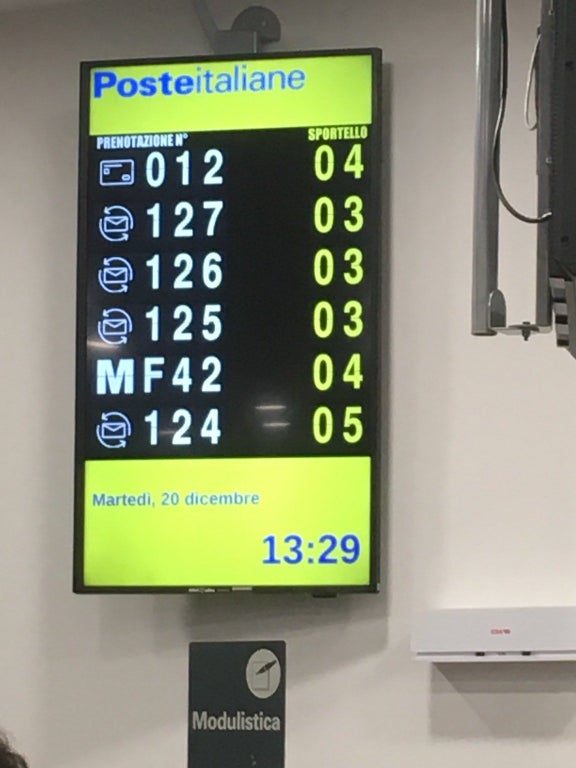 Posteitaliane
PRENOTAZIONE N° SPORTELLO
012 04
127 03
126 03
125 03
MF42 04
124 05
Martedì, 20 dicembre
13:29
Modulistica